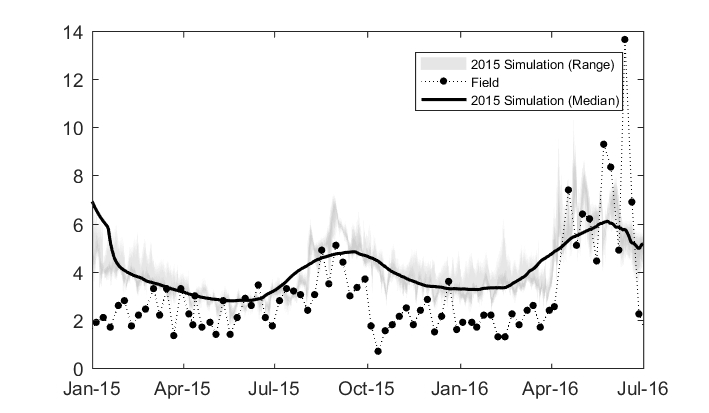 14
12
10
8
6
4
2
0
2015 Simulation (Range)
Field
2015 Simulation (Median)
Jan-15 Apr-15 Jul-15 Oct-15 Jan-16 Apr-16 Jul-16